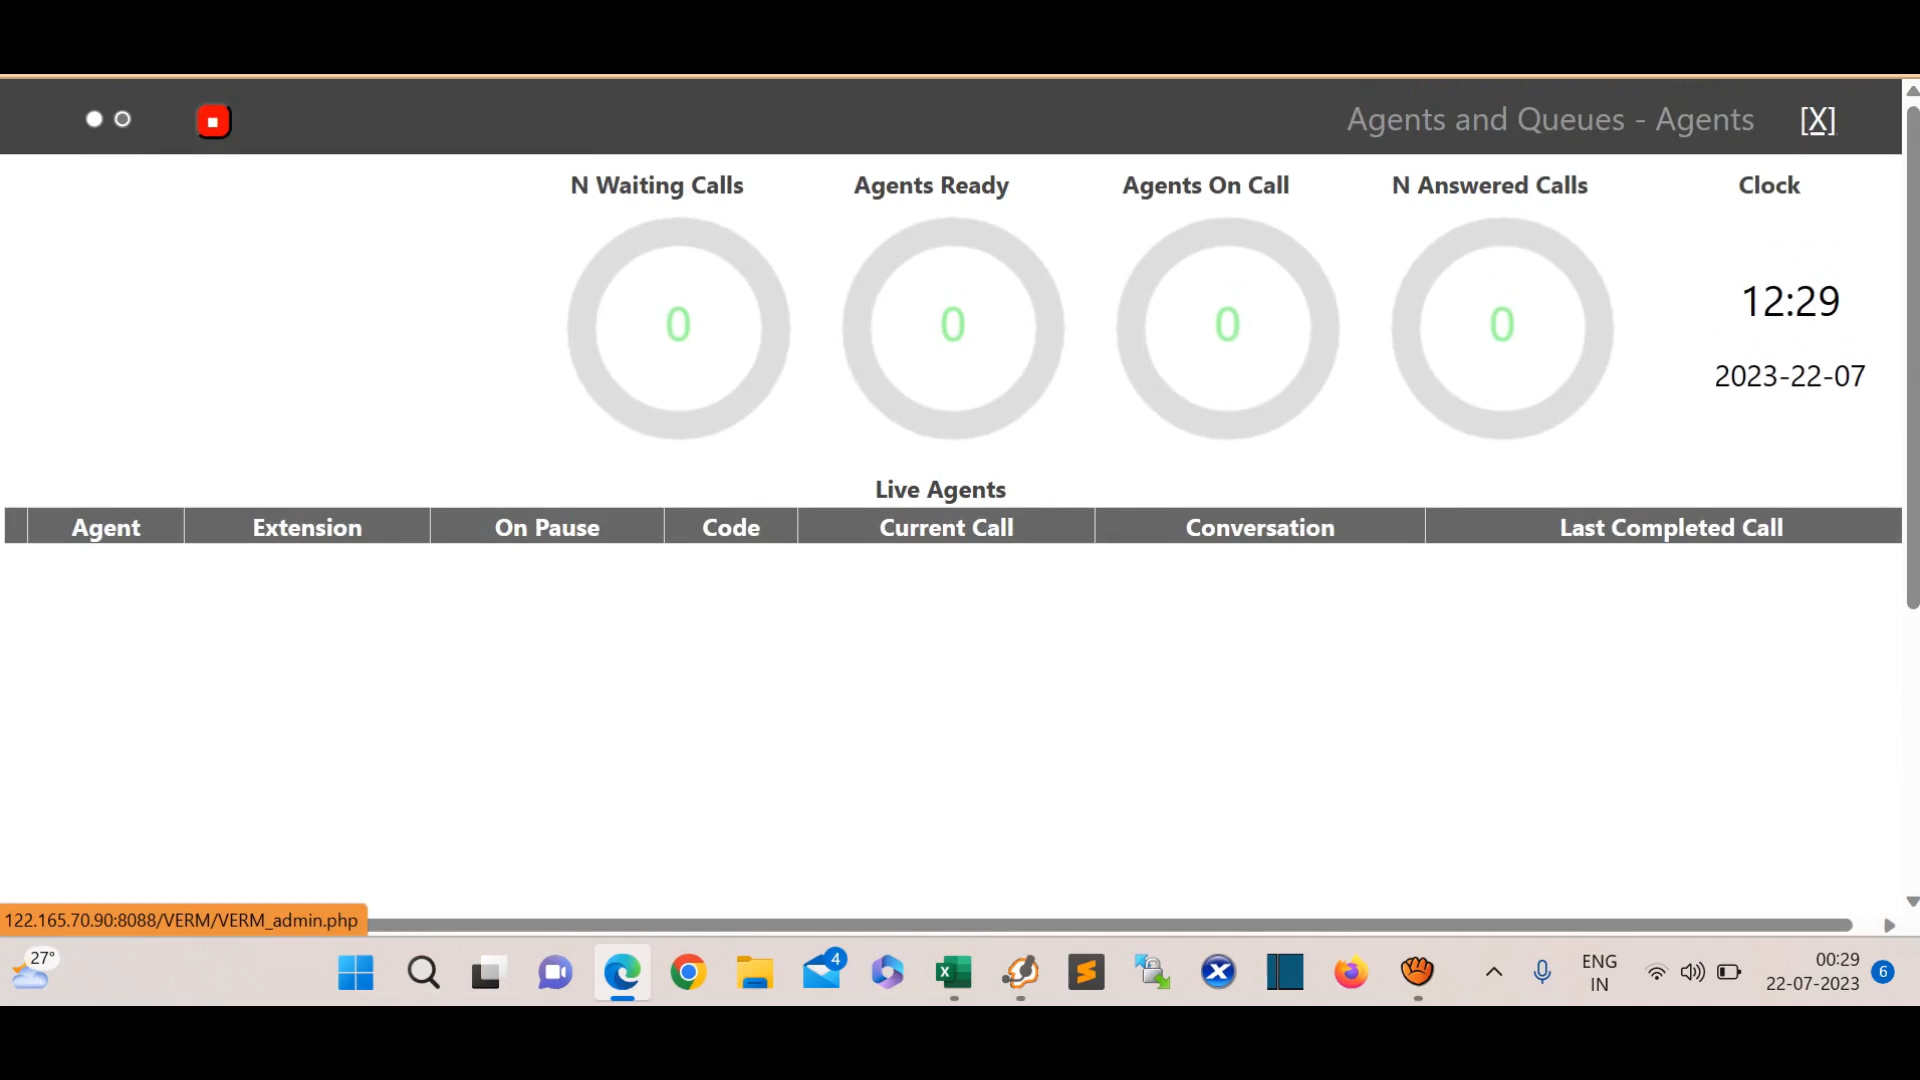 Agents and Queues - Agents [X]
N Waiting Calls Agents Ready Agents On Call N Answered Calls Clock
0 0 0 0 12:29
2023-22-07
Live Agents
Agent Extension On Pause Code Current Call Conversation Last Completed Call
122.165.70.90:8088/VERM/VERM_admin.php
27°
4
X
S
X
ENG
IN
00:29
22-07-2023
6